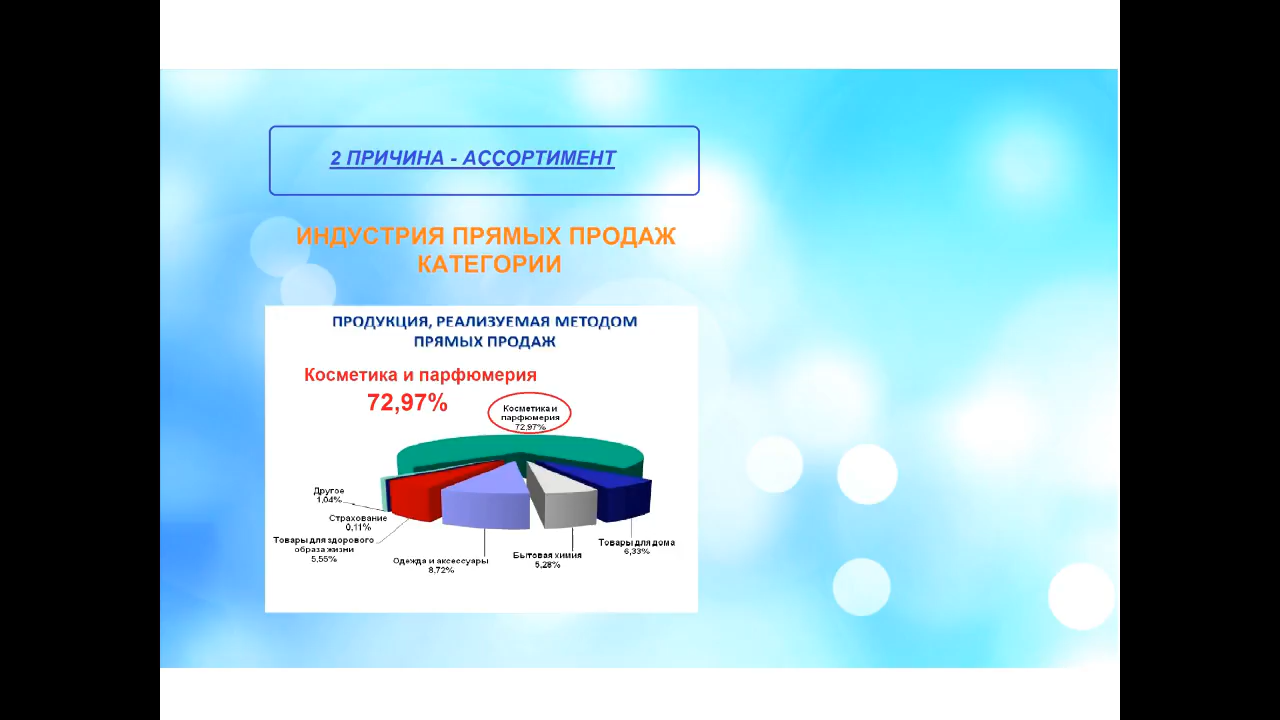 2 ПРИЧИНА - АССОРТИМЕНТ
ИНДУСТРИЯ ПРЯМЫХ ПРОДАЖ
КАТЕГОРИИ
ПРОДУКЦИЯ, РЕАЛИЗУЕМАЯ МЕТОДОМ
ПРЯМЫХ ПРОДАЖ
Косметика и парфюмерия
72,97%
Косметика и
парфюмерия
72,97%
Другое
1,04%
Страхование
0,11%
Товары для здорового
образа жизни
5,55%
Одежда и аксессуары
8,72%
Бытовая химия
5,28%
Товары для дома
6,33%